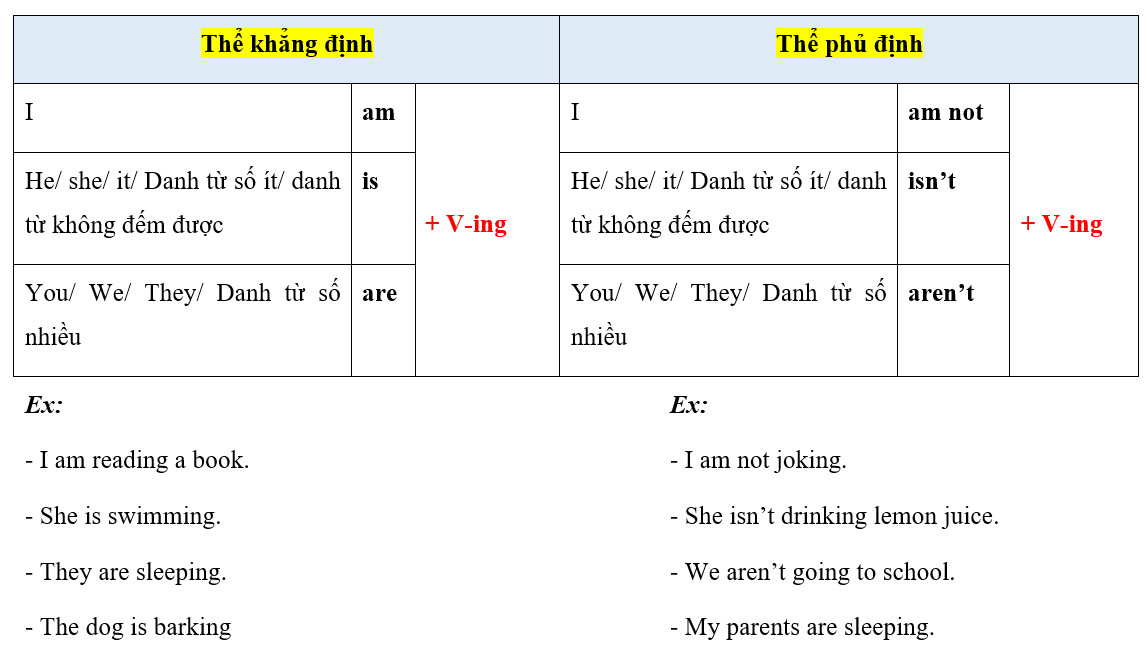 Thể khẳng định
Thể phủ định
I
am
+ V-ing
I
am not
+ V-ing
He/ she/ it/ Danh từ số ít/ danh
từ không đếm được
is
He/ she/ it/ Danh từ số ít/ danh
từ không đếm được
isn’t
You/ We/ They/ Danh từ số
nhiều
are
You/ We/ They/ Danh từ số
nhiều
aren’t
Ex:
- I am reading a book.
- She is swimming.
- They are sleeping.
- The dog is barking
Ex:
- I am not joking.
- She isn’t drinking lemon juice.
- We aren’t going to school.
- My parents are sleeping.